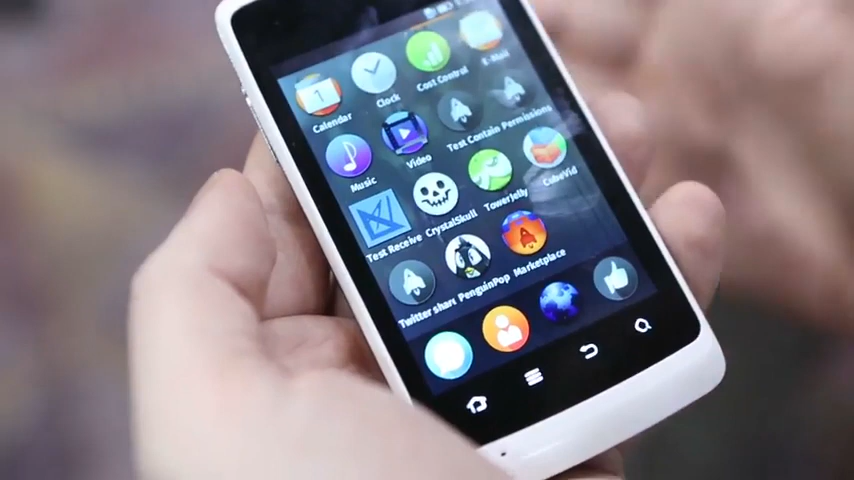 Calendar
Clock
Cost Control
E-Mail
Music
Video
Test Contain
Permissions
Test Receive
CrystalSkull
TowerJelly
CubeVid
Twitter share
PenguinPop
Marketplace
1